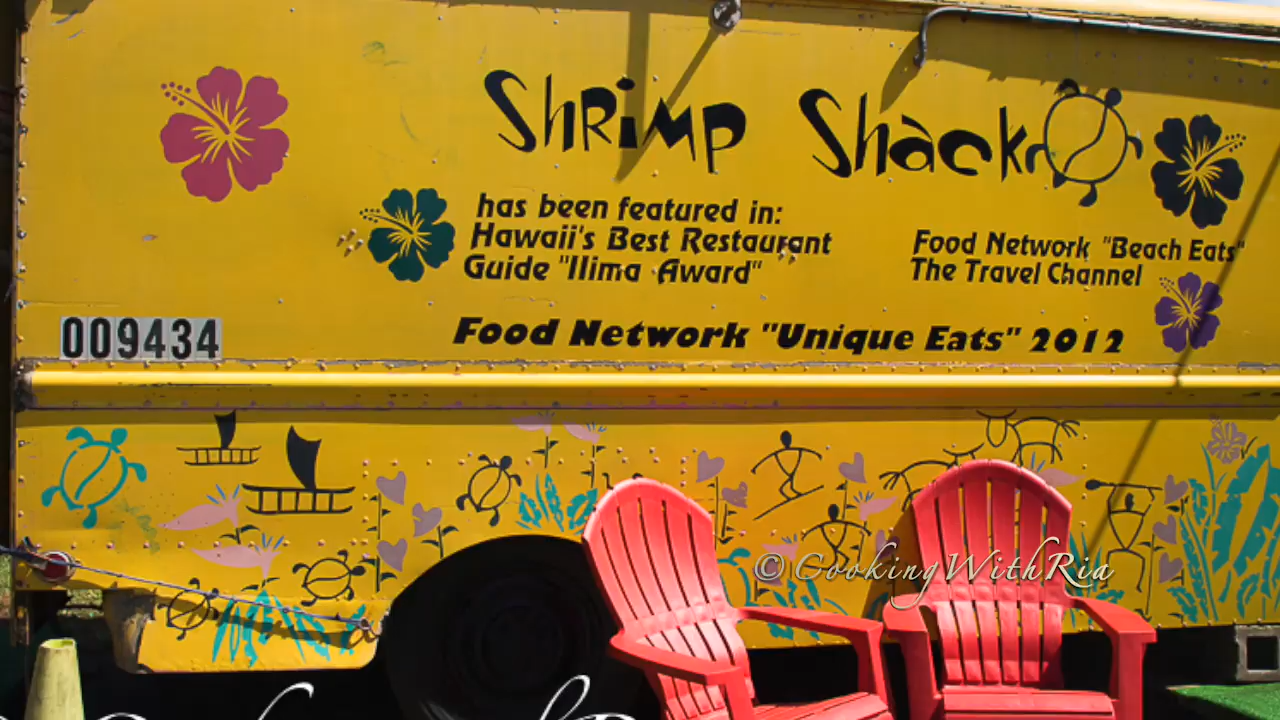 Shrimp Shack
has been featured in:
Hawaii's Best Restaurant
Guide "Ilima Award"
Food Network "Beach Eats"
The Travel Channel
Food Network "Unique Eats" 2012
009434
© CookingWithRia